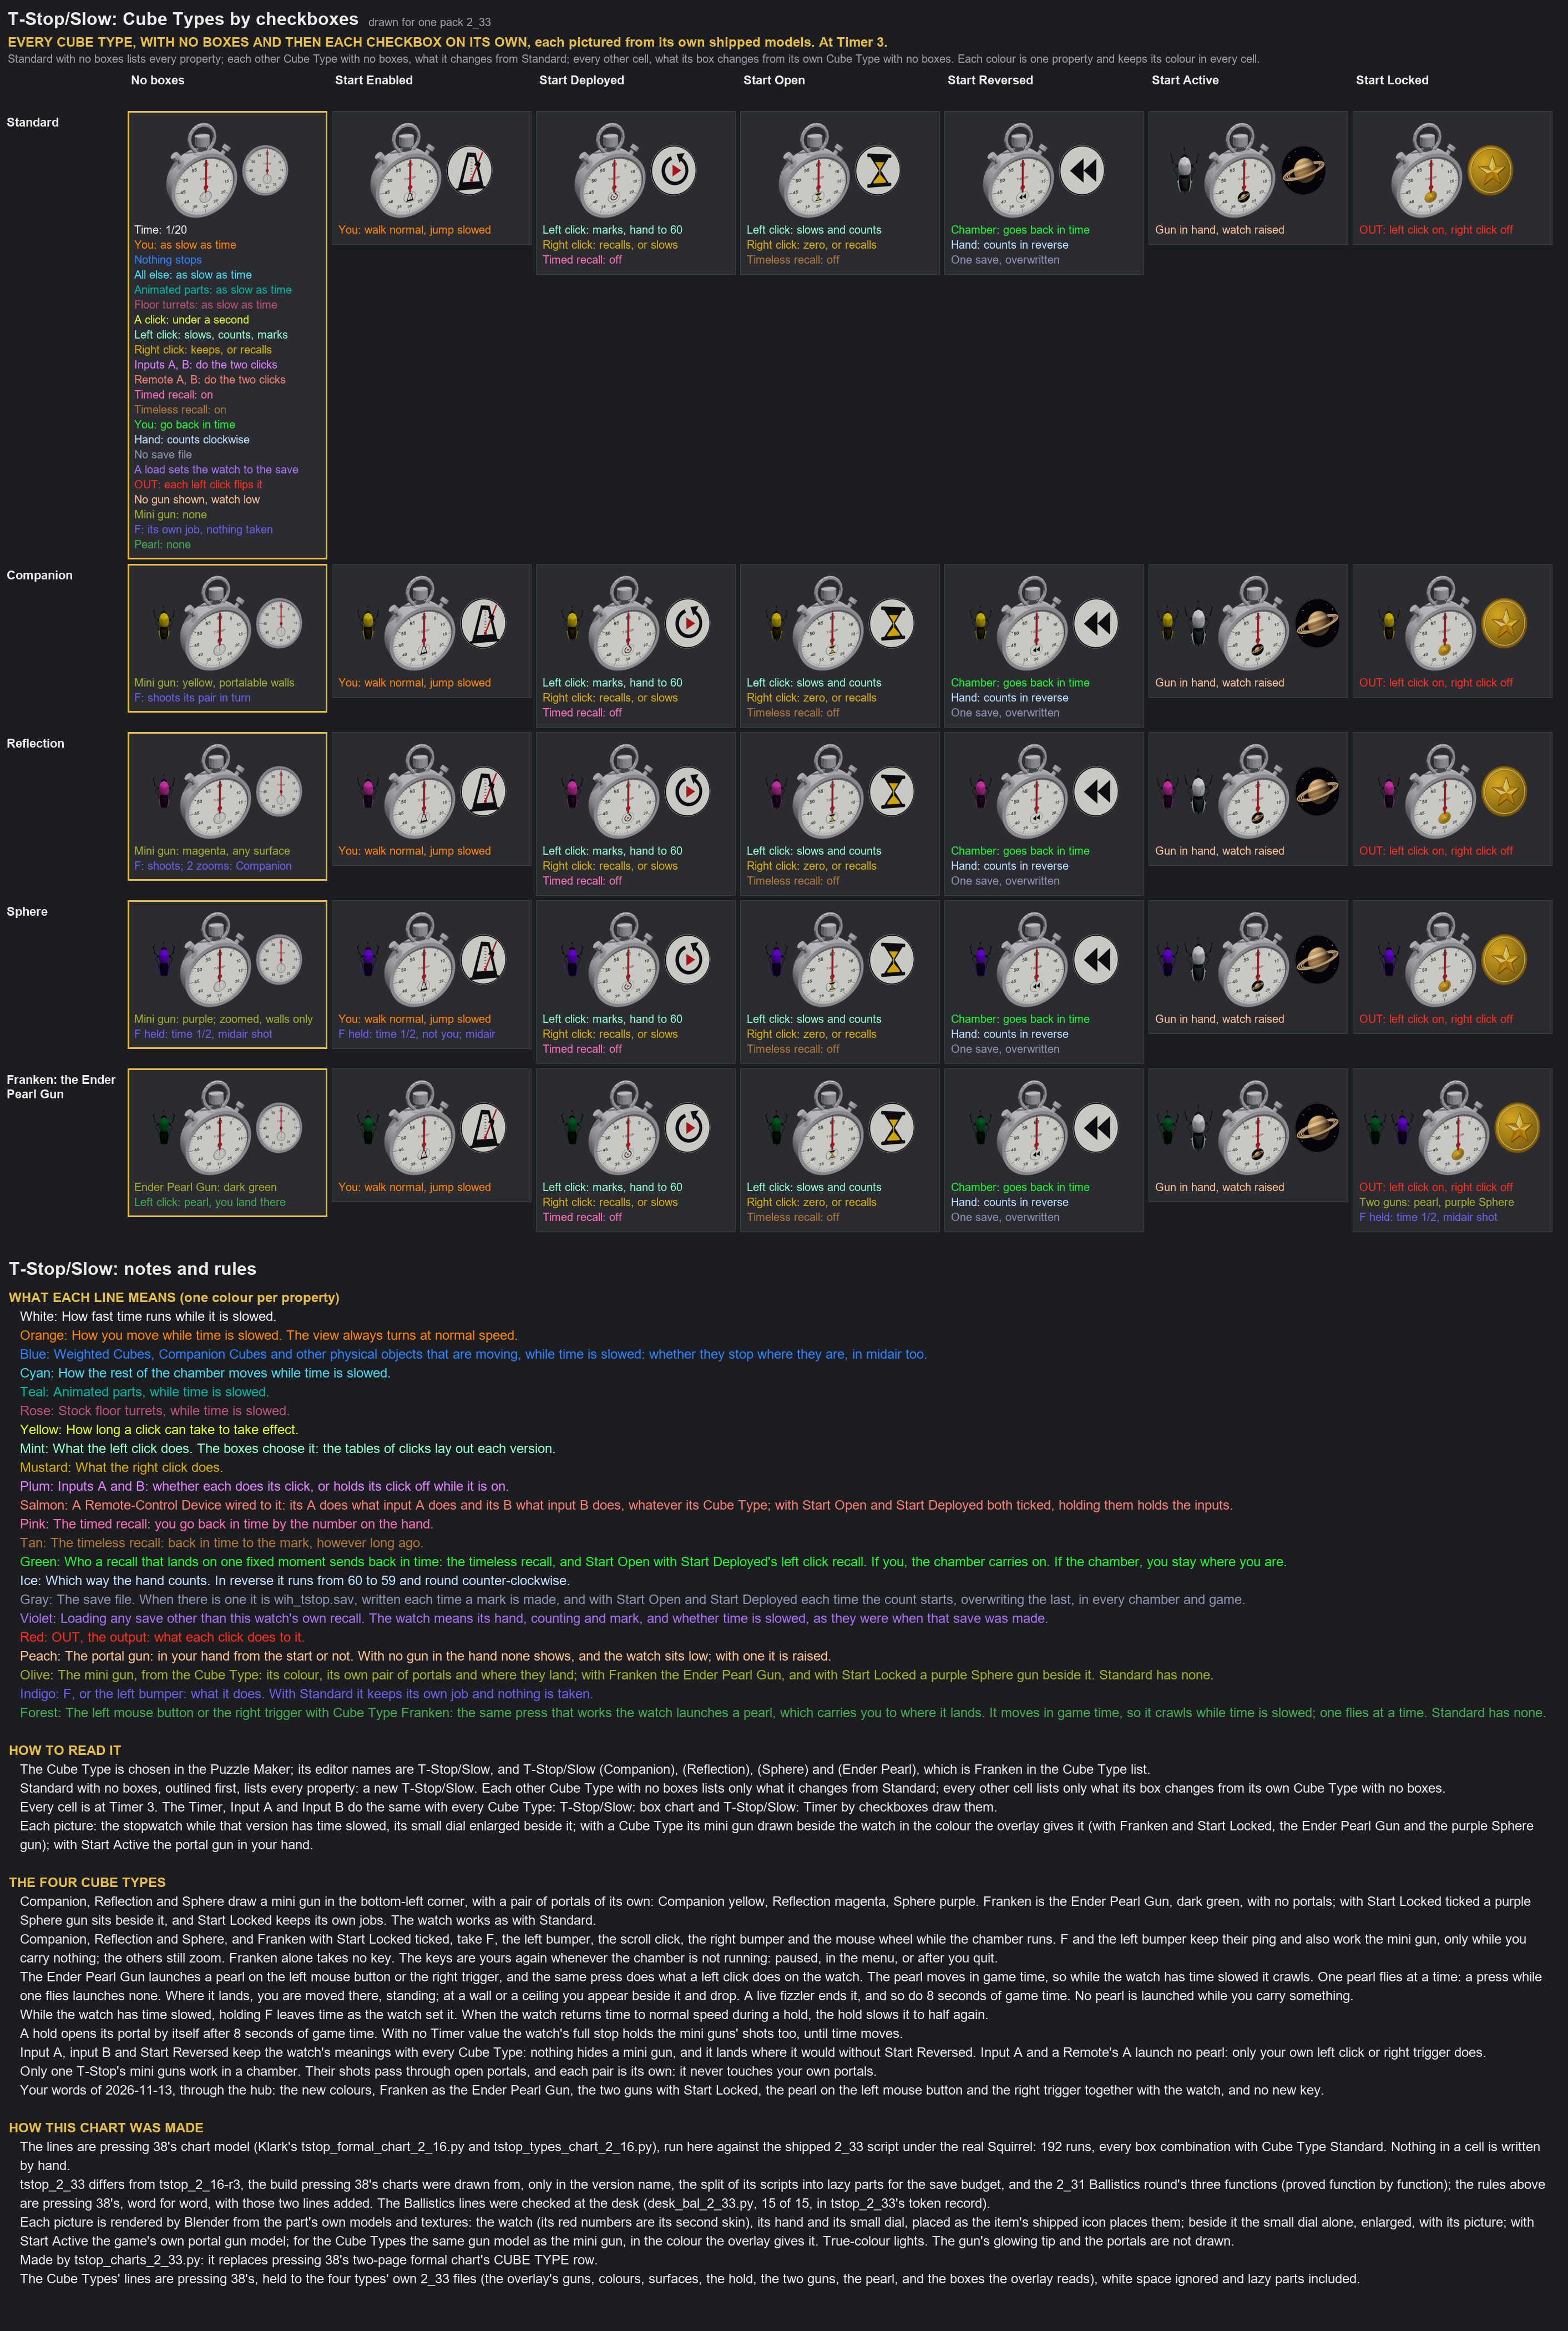 T-Stop/Slow: Cube Types by checkboxes drawn for one pack 2_33
EVERY CUBE TYPE, WITH NO BOXES AND THEN EACH CHECKBOX ON ITS OWN, each pictured from its own shipped models. At Timer 3.
Standard with no boxes lists every property; each other Cube Type with no boxes, what it changes from Standard; every other cell, what its box changes from its own Cube Type with no boxes. Each colour is one property and keeps its colour in every cell.
No boxes
Start Enabled
Start Deployed
Start Open
Start Reversed
Start Active
Start Locked
Standard
Time: 1/20
You: as slow as time
Nothing stops
All else: as slow as time
Animated parts: as slow as time
Floor turrets: as slow as time
A click: under a second
Left click: slows, counts, marks
Right click: keeps, or recalls
Inputs A, B: do the two clicks
Remote A, B: do the two clicks
Timed recall: on
Timeless recall: on
You: go back in time
Hand: counts clockwise
No save file
A load sets the watch to the save
OUT: each left click flips it
No gun shown, watch low
Mini gun: none
F: its own job, nothing taken
Pearl: none
You: walk normal, jump slowed
Left click: marks, hand to 60
Right click: recalls, or slows
Timed recall: off
Left click: slows and counts
Right click: zero, or recalls
Timeless recall: off
Chamber: goes back in time
Hand: counts in reverse
One save, overwritten
Gun in hand, watch raised
OUT: left click on, right click off
Companion
Mini gun: yellow, portalable walls
F: shoots its pair in turn
You: walk normal, jump slowed
Left click: marks, hand to 60
Right click: recalls, or slows
Timed recall: off
Left click: slows and counts
Right click: zero, or recalls
Timeless recall: off
Chamber: goes back in time
Hand: counts in reverse
One save, overwritten
Gun in hand, watch raised
OUT: left click on, right click off
Reflection
Mini gun: magenta, any surface
F: shoots; 2 zooms: Companion
You: walk normal, jump slowed
Left click: marks, hand to 60
Right click: recalls, or slows
Timed recall: off
Left click: slows and counts
Right click: zero, or recalls
Timeless recall: off
Chamber: goes back in time
Hand: counts in reverse
One save, overwritten
Gun in hand, watch raised
OUT: left click on, right click off
Sphere
Mini gun: purple; zoomed, walls only
F held: time 1/2, midair shot
You: walk normal, jump slowed
F held: time 1/2, not you; midair
Left click: marks, hand to 60
Right click: recalls, or slows
Timed recall: off
Left click: slows and counts
Right click: zero, or recalls
Timeless recall: off
Chamber: goes back in time
Hand: counts in reverse
One save, overwritten
Gun in hand, watch raised
OUT: left click on, right click off
Franken: the Ender
Pearl Gun
Ender Pearl Gun: dark green
Left click: pearl, you land there
You: walk normal, jump slowed
Left click: marks, hand to 60
Right click: recalls, or slows
Timed recall: off
Left click: slows and counts
Right click: zero, or recalls
Timeless recall: off
Chamber: goes back in time
Hand: counts in reverse
One save, overwritten
Gun in hand, watch raised
OUT: left click on, right click off
Two guns: pearl, purple Sphere
F held: time 1/2, midair shot
T-Stop/Slow: notes and rules
WHAT EACH LINE MEANS (one colour per property)
White: How fast time runs while it is slowed.
Orange: How you move while time is slowed. The view always turns at normal speed.
Blue: Weighted Cubes, Companion Cubes and other physical objects that are moving, while time is slowed: whether they stop where they are, in midair too.
Cyan: How the rest of the chamber moves while time is slowed.
Teal: Animated parts, while time is slowed.
Rose: Stock floor turrets, while time is slowed.
Yellow: How long a click can take to take effect.
Mint: What the left click does. The boxes choose it: the tables of clicks lay out each version.
Mustard: What the right click does.
Plum: Inputs A and B: whether each does its click, or holds its click off while it is on.
Salmon: A Remote-Control Device wired to it: its A does what input A does and its B what input B does, whatever its Cube Type; with Start Open and Start Deployed both ticked, holding them holds the inputs.
Pink: The timed recall: you go back in time by the number on the hand.
Tan: The timeless recall: back in time to the mark, however long ago.
Green: Who a recall that lands on one fixed moment sends back in time: the timeless recall, and Start Open with Start Deployed's left click recall. If you, the chamber carries on. If the chamber, you stay where you are.
Ice: Which way the hand counts. In reverse it runs from 60 to 59 and round counter-clockwise.
Gray: The save file. When there is one it is wih_tstop.sav, written each time a mark is made, and with Start Open and Start Deployed each time the count starts, overwriting the last, in every chamber and game.
Violet: Loading any save other than this watch's own recall. The watch means its hand, counting and mark, and whether time is slowed, as they were when that save was made.
Red: OUT, the output: what each click does to it.
Peach: The portal gun: in your hand from the start or not. With no gun in the hand none shows, and the watch sits low; with one it is raised.
Olive: The mini gun, from the Cube Type: its colour, its own pair of portals and where they land; with Franken the Ender Pearl Gun, and with Start Locked a purple Sphere gun beside it. Standard has none.
Indigo: F, or the left bumper: what it does. With Standard it keeps its own job and nothing is taken.
Forest: The left mouse button or the right trigger with Cube Type Franken: the same press that works the watch launches a pearl, which carries you to where it lands. It moves in game time, so it crawls while time is slowed; one flies at a time. Standard has none.
HOW TO READ IT
The Cube Type is chosen in the Puzzle Maker; its editor names are T-Stop/Slow, and T-Stop/Slow (Companion), (Reflection), (Sphere) and (Ender Pearl), which is Franken in the Cube Type list.
Standard with no boxes, outlined first, lists every property: a new T-Stop/Slow. Each other Cube Type with no boxes lists only what it changes from Standard; every other cell lists only what its box changes from its own Cube Type with no boxes.
Every cell is at Timer 3. The Timer, Input A and Input B do the same with every Cube Type: T-Stop/Slow: box chart and T-Stop/Slow: Timer by checkboxes draw them.
Each picture: the stopwatch while that version has time slowed, its small dial enlarged beside it; with a Cube Type its mini gun drawn beside the watch in the colour the overlay gives it (with Franken and Start Locked, the Ender Pearl Gun and the purple Sphere
gun); with Start Active the portal gun in your hand.
THE FOUR CUBE TYPES
Companion, Reflection and Sphere draw a mini gun in the bottom-left corner, with a pair of portals of its own: Companion yellow, Reflection magenta, Sphere purple. Franken is the Ender Pearl Gun, dark green, with no portals; with Start Locked ticked a purple
Sphere gun sits beside it, and Start Locked keeps its own jobs. The watch works as with Standard.
Companion, Reflection and Sphere, and Franken with Start Locked ticked, take F, the left bumper, the scroll click, the right bumper and the mouse wheel while the chamber runs. F and the left bumper keep their ping and also work the mini gun, only while you
carry nothing; the others still zoom. Franken alone takes no key. The keys are yours again whenever the chamber is not running: paused, in the menu, or after you quit.
The Ender Pearl Gun launches a pearl on the left mouse button or the right trigger, and the same press does what a left click does on the watch. The pearl moves in game time, so while the watch has time slowed it crawls. One pearl flies at a time: a press while
one flies launches none. Where it lands, you are moved there, standing; at a wall or a ceiling you appear beside it and drop. A live fizzler ends it, and so do 8 seconds of game time. No pearl is launched while you carry something.
While the watch has time slowed, holding F leaves time as the watch set it. When the watch returns time to normal speed during a hold, the hold slows it to half again.
A hold opens its portal by itself after 8 seconds of game time. With no Timer value the watch's full stop holds the mini guns' shots too, until time moves.
Input A, input B and Start Reversed keep the watch's meanings with every Cube Type: nothing hides a mini gun, and it lands where it would without Start Reversed. Input A and a Remote's A launch no pearl: only your own left click or right trigger does.
Only one T-Stop's mini guns work in a chamber. Their shots pass through open portals, and each pair is its own: it never touches your own portals.
Your words of 2026-11-13, through the hub: the new colours, Franken as the Ender Pearl Gun, the two guns with Start Locked, the pearl on the left mouse button and the right trigger together with the watch, and no new key.
HOW THIS CHART WAS MADE
The lines are pressing 38's chart model (Klark's tstop_formal_chart_2_16.py and tstop_types_chart_2_16.py), run here against the shipped 2_33 script under the real Squirrel: 192 runs, every box combination with Cube Type Standard. Nothing in a cell is written
by hand.
tstop_2_33 differs from tstop_2_16-r3, the build pressing 38's charts were drawn from, only in the version name, the split of its scripts into lazy parts for the save budget, and the 2_31 Ballistics round's three functions (proved function by function); the rules above
are pressing 38's, word for word, with those two lines added. The Ballistics lines were checked at the desk (desk_bal_2_33.py, 15 of 15, in tstop_2_33's token record).
Each picture is rendered by Blender from the part's own models and textures: the watch (its red numbers are its second skin), its hand and its small dial, placed as the item's shipped icon places them; beside it the small dial alone, enlarged, with its picture; with
Start Active the game's own portal gun model; for the Cube Types the same gun model as the mini gun, in the colour the overlay gives it. True-colour lights. The gun's glowing tip and the portals are not drawn.
Made by tstop_charts_2_33.py: it replaces pressing 38's two-page formal chart's CUBE TYPE row.
The Cube Types' lines are pressing 38's, held to the four types' own 2_33 files (the overlay's guns, colours, surfaces, the hold, the two guns, the pearl, and the boxes the overlay reads), white space ignored and lazy parts included.